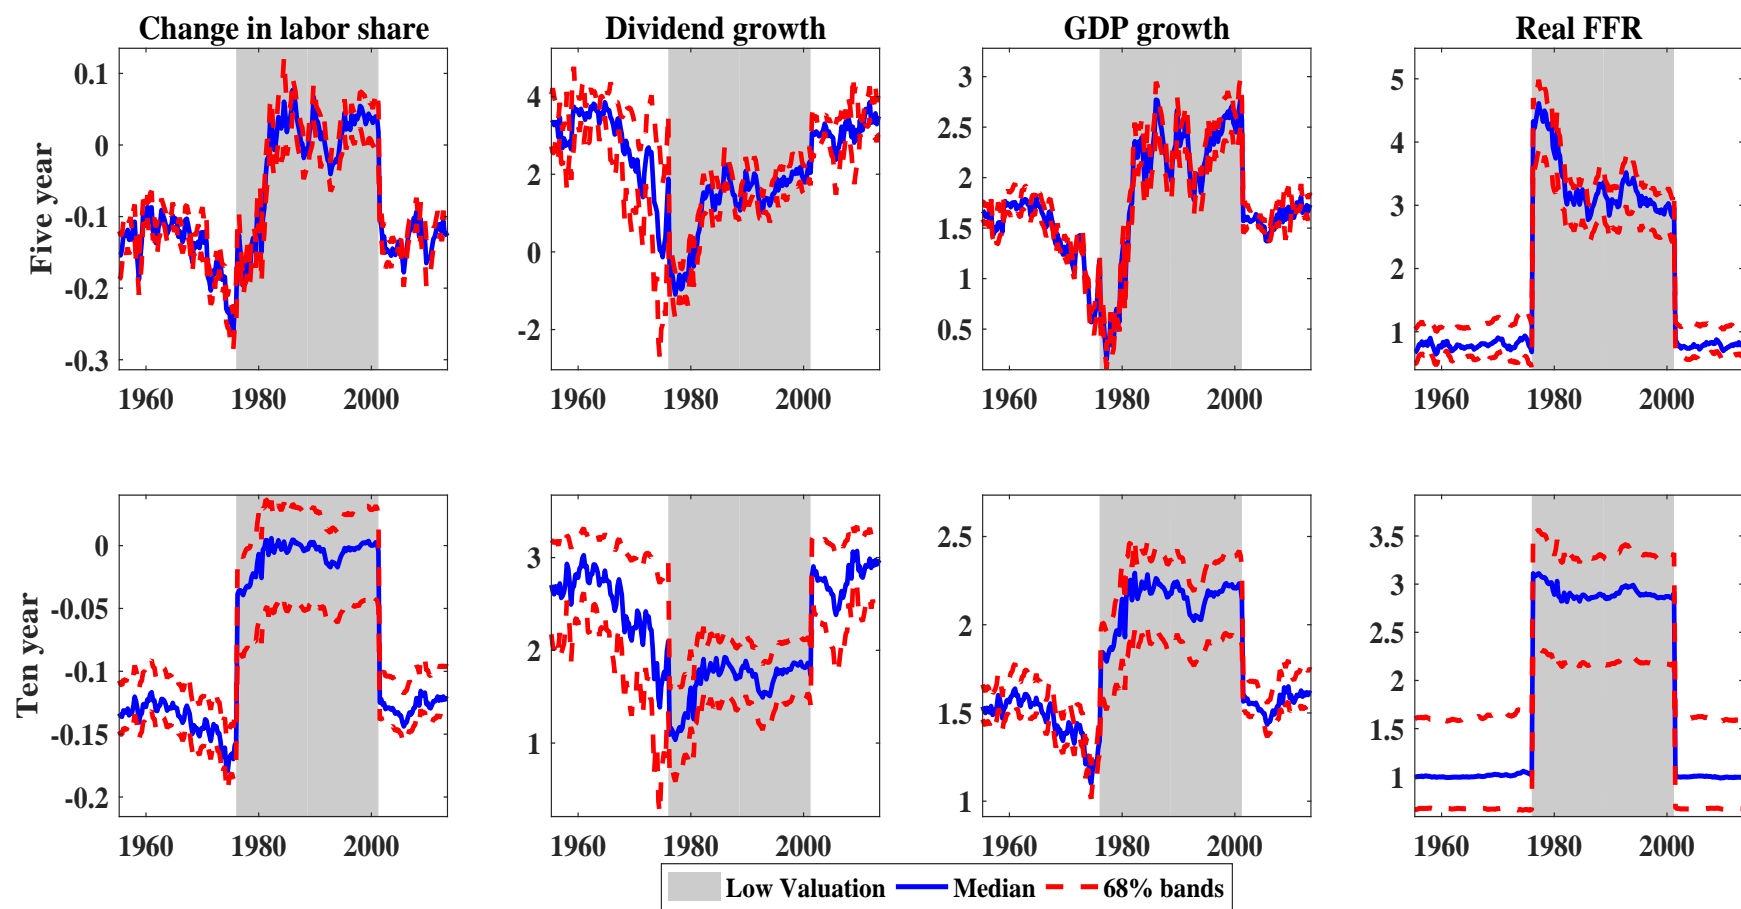 Change in labor share
Dividend growth
GDP growth
Real FFR
Five year
0.1
0
-0.1
-0.2
-0.3
1960 1980 2000
4
2
0
-2
1960 1980 2000
3
2.5
2
1.5
1
0.5
1960 1980 2000
5
4
3
2
1
1960 1980 2000
Ten year
0
-0.05
-0.1
-0.15
-0.2
1960 1980 2000
3
2
1
1960 1980 2000
2.5
2
1.5
1
1960 1980 2000
3.5
3
2.5
2
1.5
1
1960 1980 2000
Low Valuation Median 68% bands